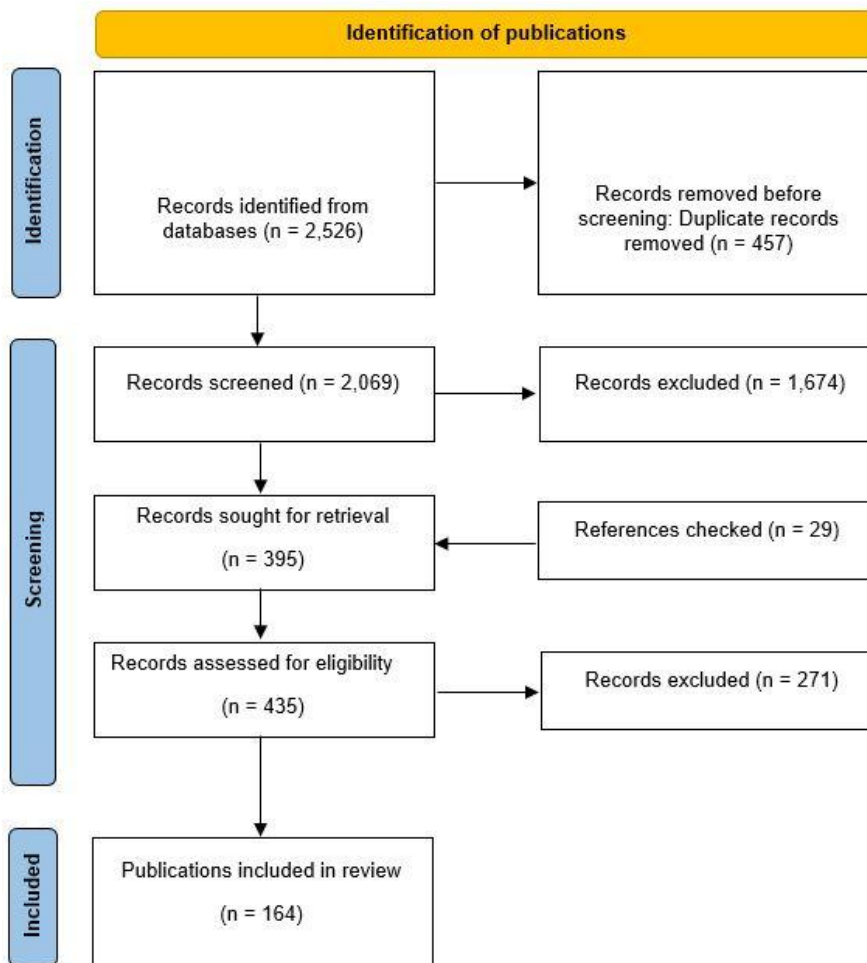 Identification of publications
Identification
Records identified from
databases (n = 2,526)
Records removed before
screening: Duplicate records
removed (n = 457)
Screening
Records screened (n = 2,069)
Records excluded (n = 1,674)
Records sought for retrieval
(n = 395)
References checked (n = 29)
Records assessed for eligibility
(n = 435)
Records excluded (n = 271)
Included
Publications included in review
(n = 164)